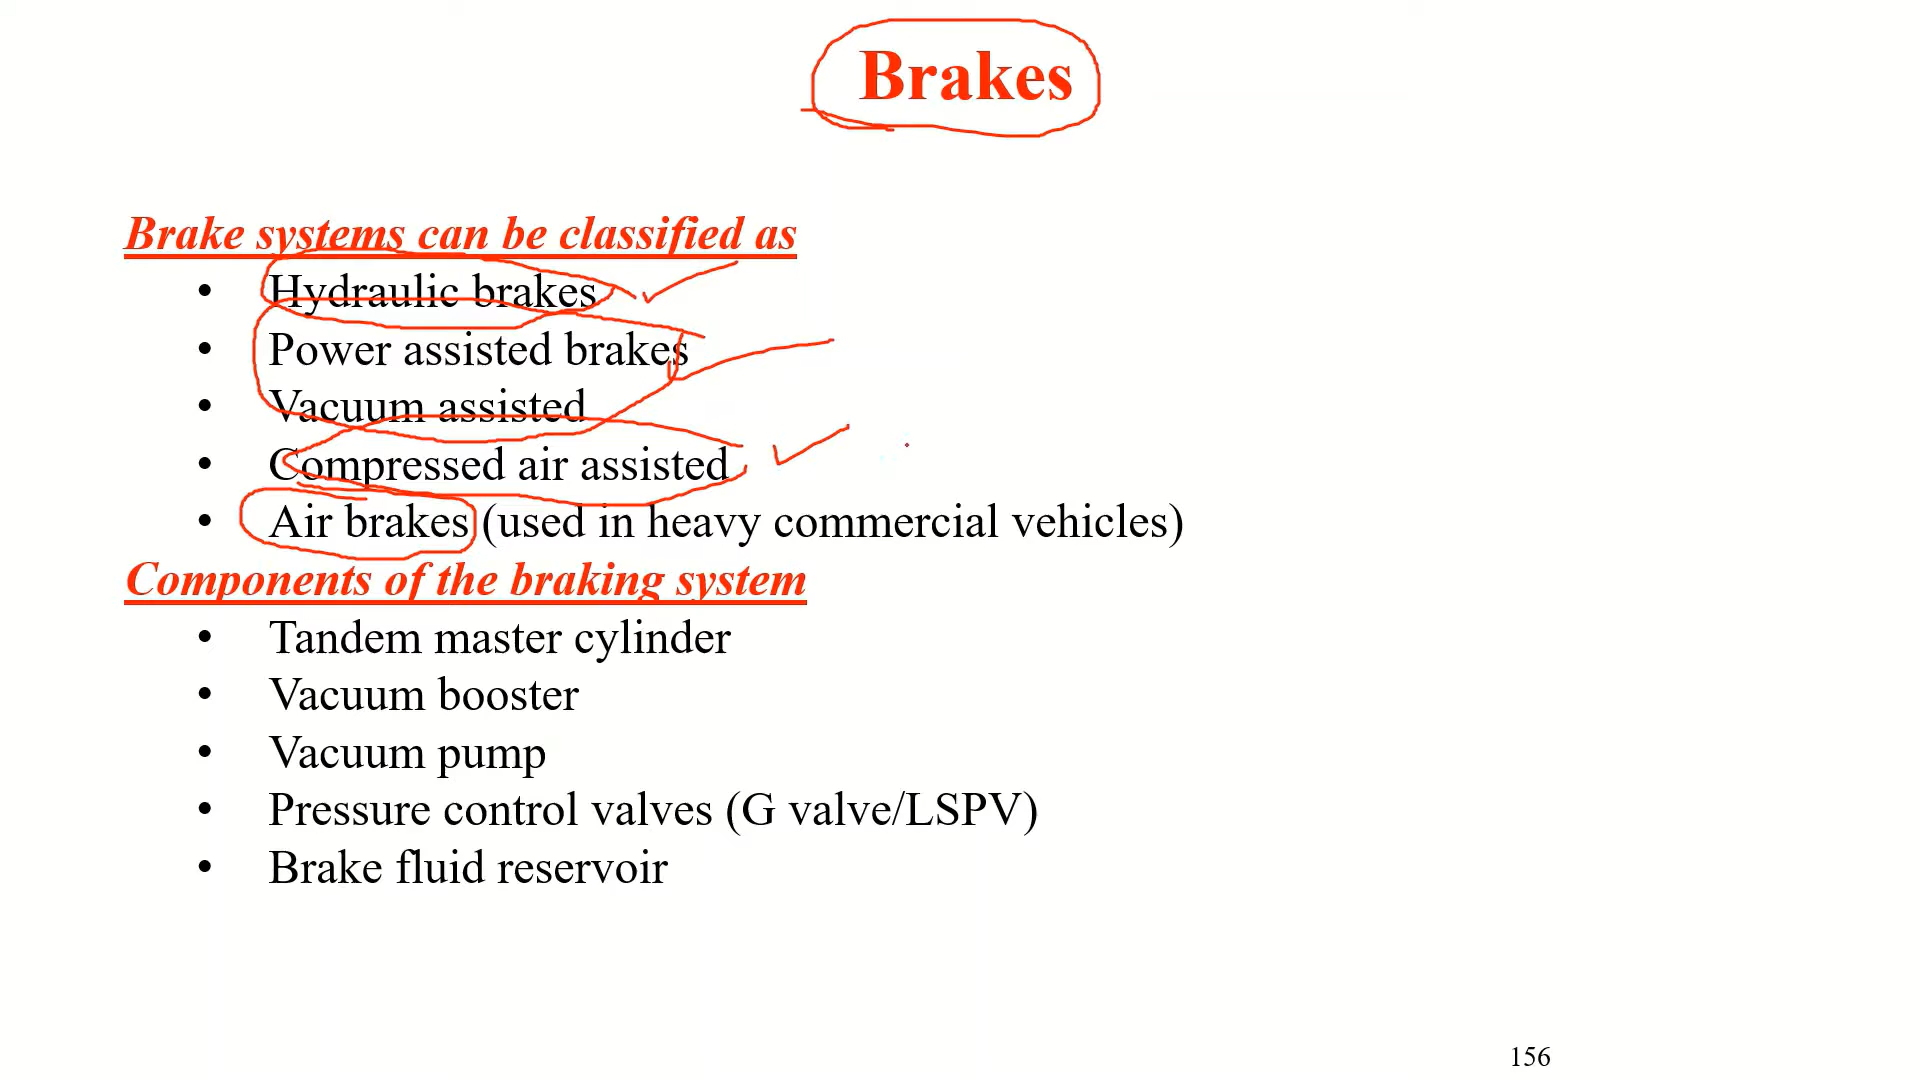 Brakes
Brake systems can be classified as
• Hydraulic brakes
• Power assisted brakes
• Vacuum assisted
• Compressed air assisted
• Air brakes (used in heavy commercial vehicles)
Components of the braking system
• Tandem master cylinder
• Vacuum booster
• Vacuum pump
• Pressure control valves (G valve/LSPV)
• Brake fluid reservoir
156